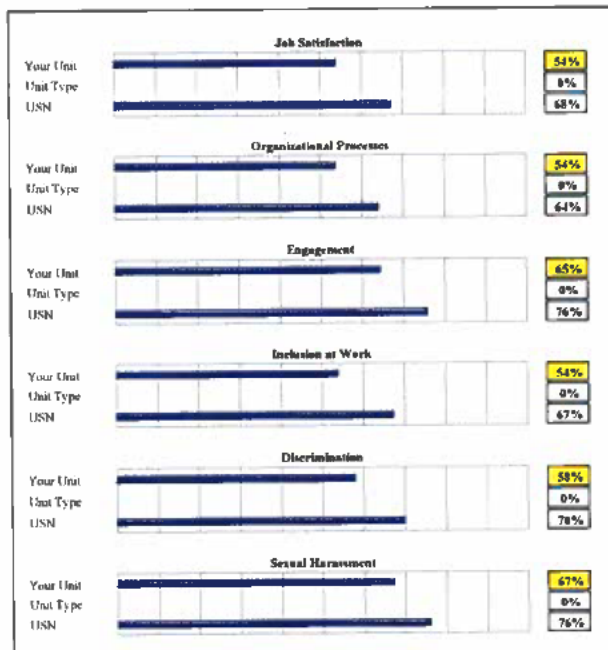 Job Satisfaction
Your Unit 54%
Unit Type 0%
USN 68%
Organizational Processes
Your Unit 54%
Unit Type 0%
USN 64%
Engagement
Your Unit 65%
Unit Type 0%
USN 76%
Inclusion at Work
Your Unit 54%
Unit Type 0%
USN 67%
Discrimination
Your Unit 58%
Unit Type 0%
USN 70%
Sexual Harassment
Your Unit 67%
Unit Type 0%
USN 76%